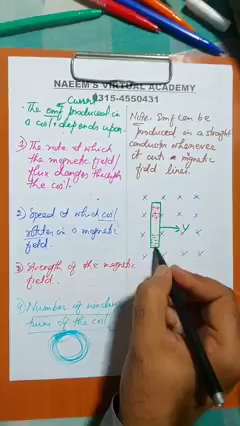 NAEEM'S VIRTUAL ACADEMY
0315-4550431
Current
• The emf produced in
a coil depends upon.
1) The rate at which
the magnetic field/
flux changes through
the coil.
2) Speed at which coil
rotates in a magnetic
field.
3) Strength of the magnetic
field.
4) Number of
turns of the coil
Note: Emf can be
produced in a straight
conductor whenever
it cuts a magnetic
field lines.
x x x x
x x x
V
x x
x x x